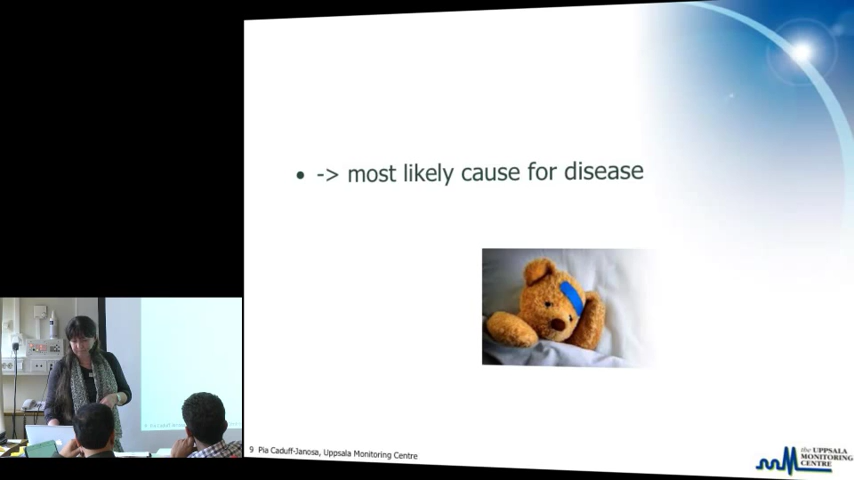 • -> most likely cause for disease
9 Pia Caduff-Janosa, Uppsala Monitoring Centre
the UPPSALA
MONITORING
CENTRE